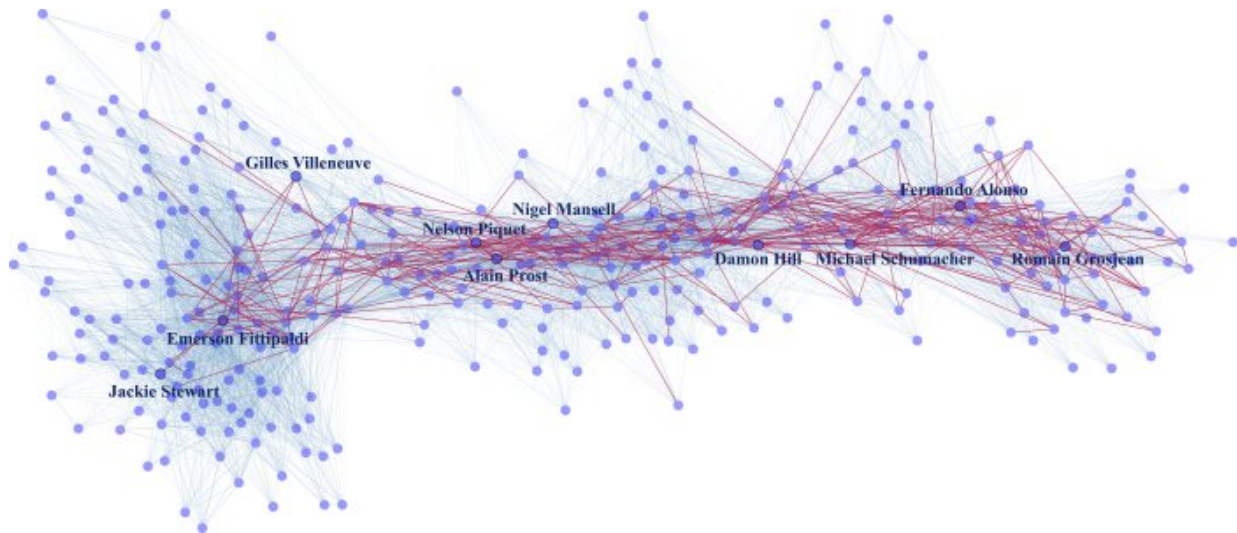 Gilles Villeneuve
Fernando Alonso
Nigel Mansell
Nelson Piquet
Damon Hill
Michael Schumacher
Romain Grosjean
Alain Prost
Emerson Fittipaldi
Jackie Stewart